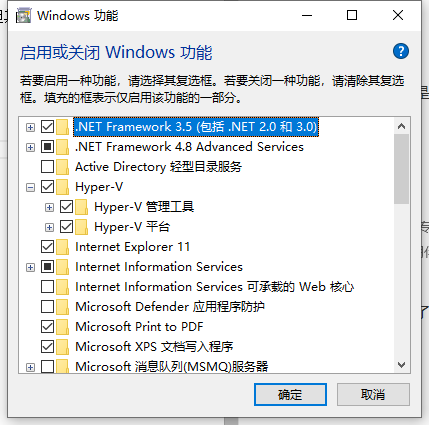 Windows 功能
启用或关闭 Windows 功能
若要启用一种功能，请选择其复选框。若要关闭一种功能，请清除其复选
框。填充的框表示仅启用该功能的一部分。
.NET Framework 3.5 (包括 .NET 2.0 和 3.0)
.NET Framework 4.8 Advanced Services
Active Directory 轻型目录服务
Hyper-V
Hyper-V 管理工具
Hyper-V 平台
Internet Explorer 11
Internet Information Services
Internet Information Services 可承载的 Web 核心
Microsoft Defender 应用程序防护
Microsoft Print to PDF
Microsoft XPS 文档写入程序
Microsoft 消息队列(MSMQ)服务器
确定
取消